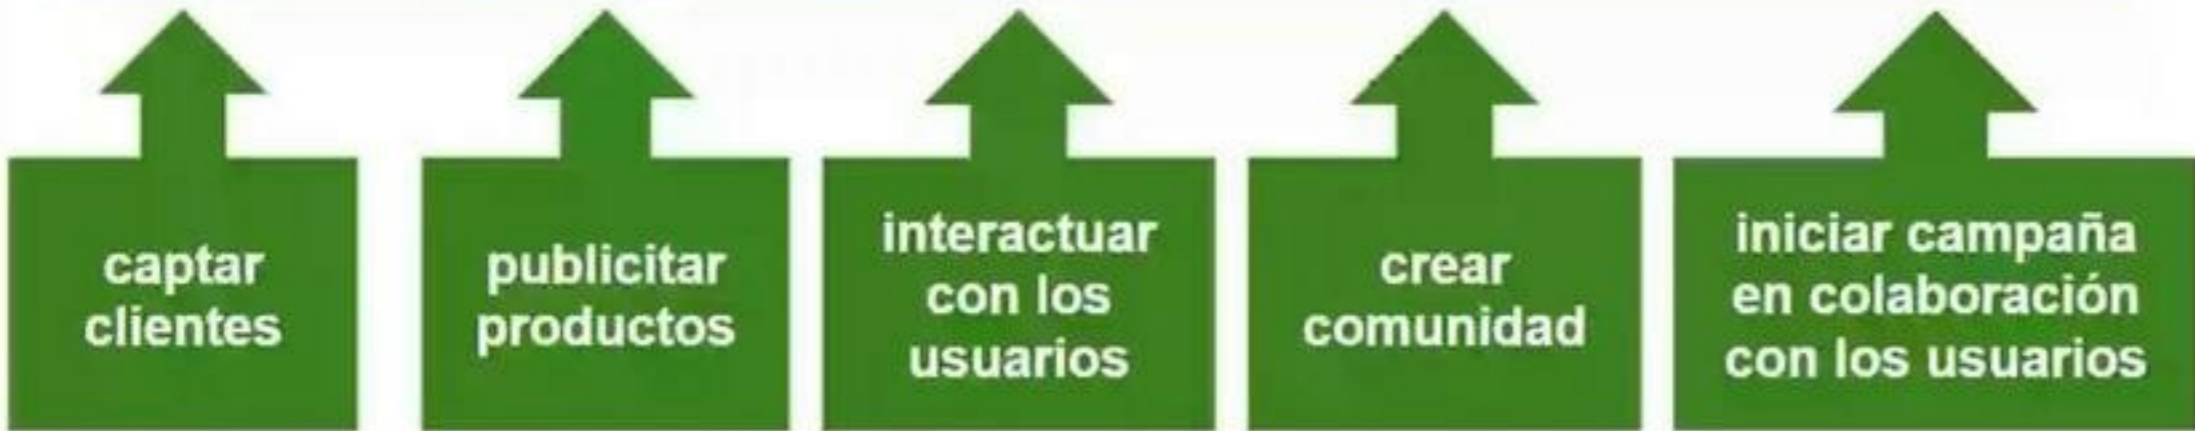 captar
clientes
publicitar
productos
interactuar
con los
usuarios
crear
comunidad
iniciar campaña
en colaboración
con los usuarios